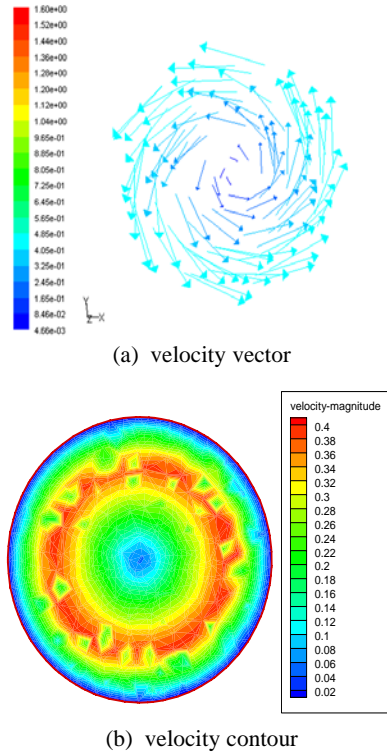 1.60e+00
1.52e+00
1.44e+00
1.36e+00
1.28e+00
1.20e+00
1.12e+00
1.04e+00
9.65e-01
8.85e-01
8.05e-01
7.25e-01
6.45e-01
5.65e-01
4.85e-01
4.05e-01
3.25e-01
2.45e-01
1.65e-01
8.46e-02
4.66e-03
Y
Z
X
(a) velocity vector
velocity-magnitude
0.4
0.38
0.36
0.34
0.32
0.3
0.28
0.26
0.24
0.22
0.2
0.18
0.16
0.14
0.12
0.1
0.08
0.06
0.04
0.02
(b) velocity contour